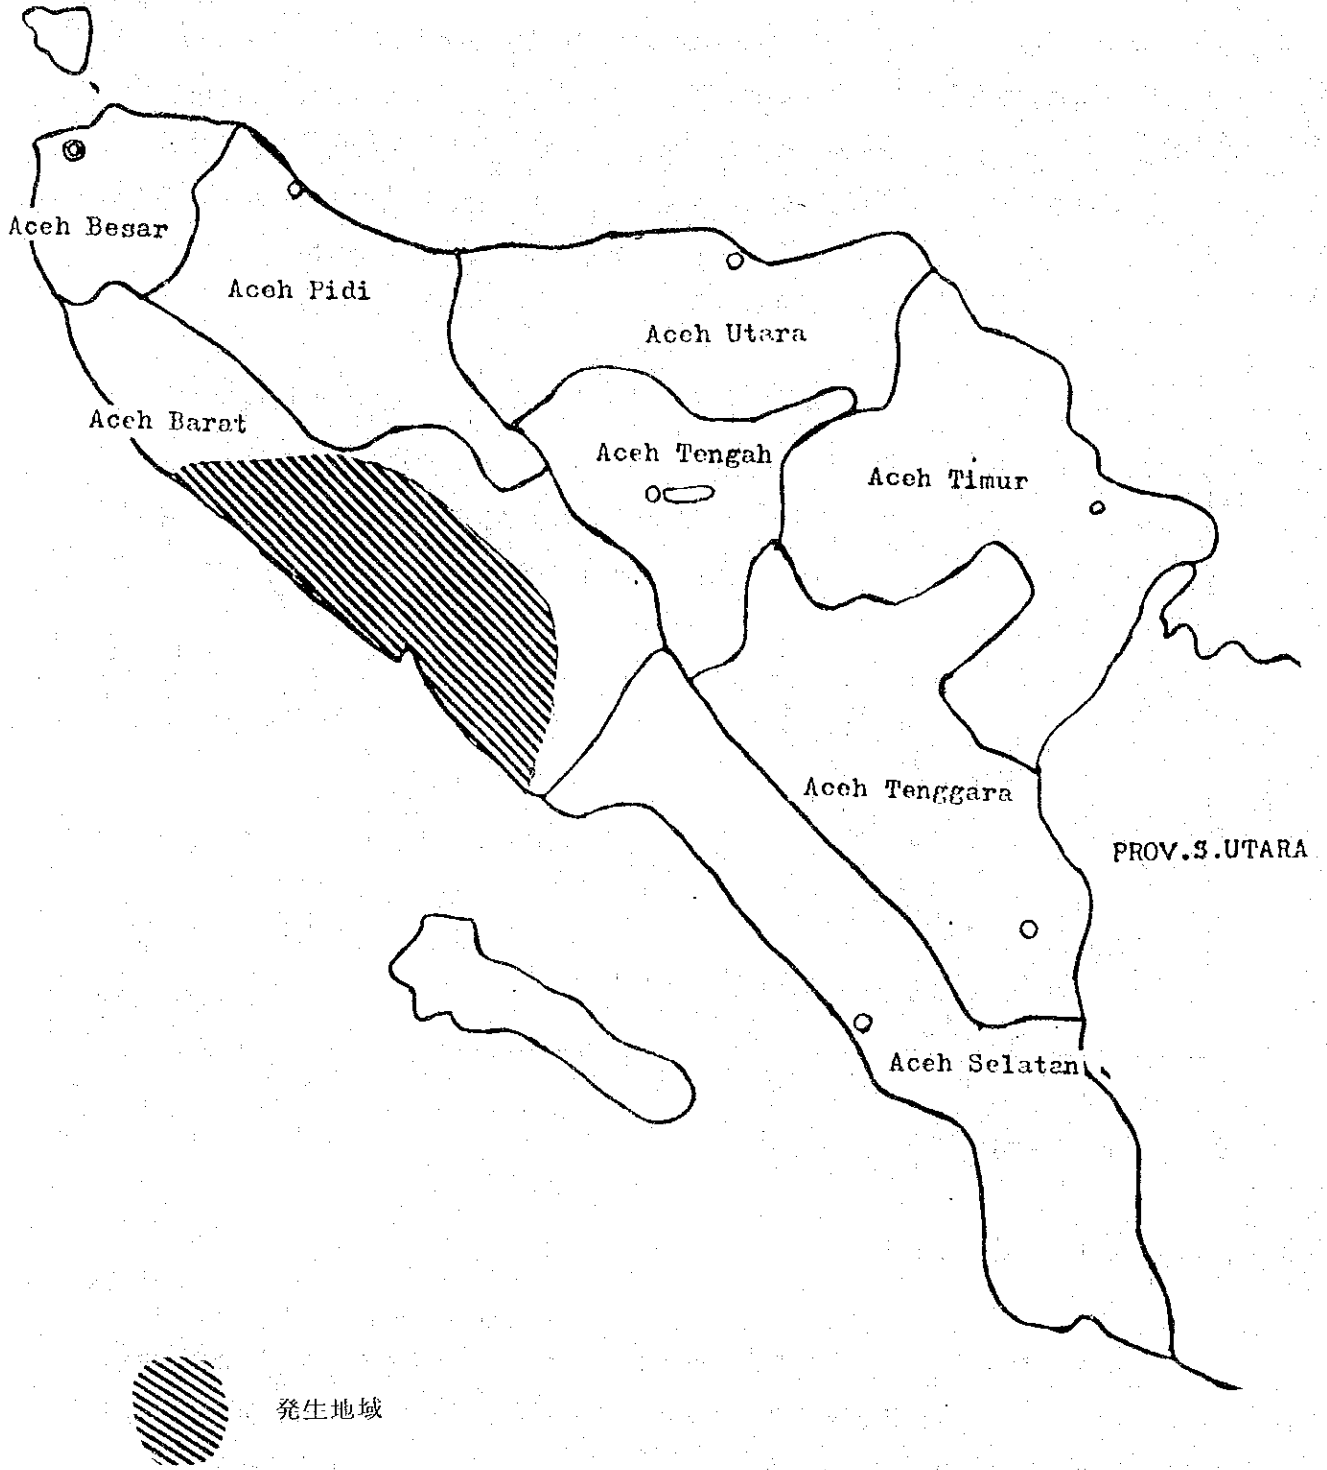 Aceh Besar
Aceh Pidi
Aceh Utara
Aceh Barat
Aceh Tengah
Aceh Timur
Aceh Tenggara
PROV.S.UTARA
Aceh Selatan
発生地域